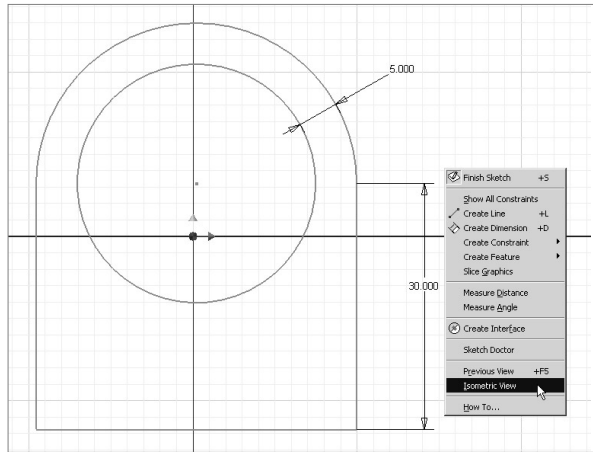 5.000
30.000
Finish Sketch +S
Show All Constraints
Create Line +L
Create Dimension +D
Create Constraint
Create Feature
Slice Graphics
Measure Distance
Measure Angle
Create Interface
Sketch Doctor
Previous View +F5
Isometric View
How To...